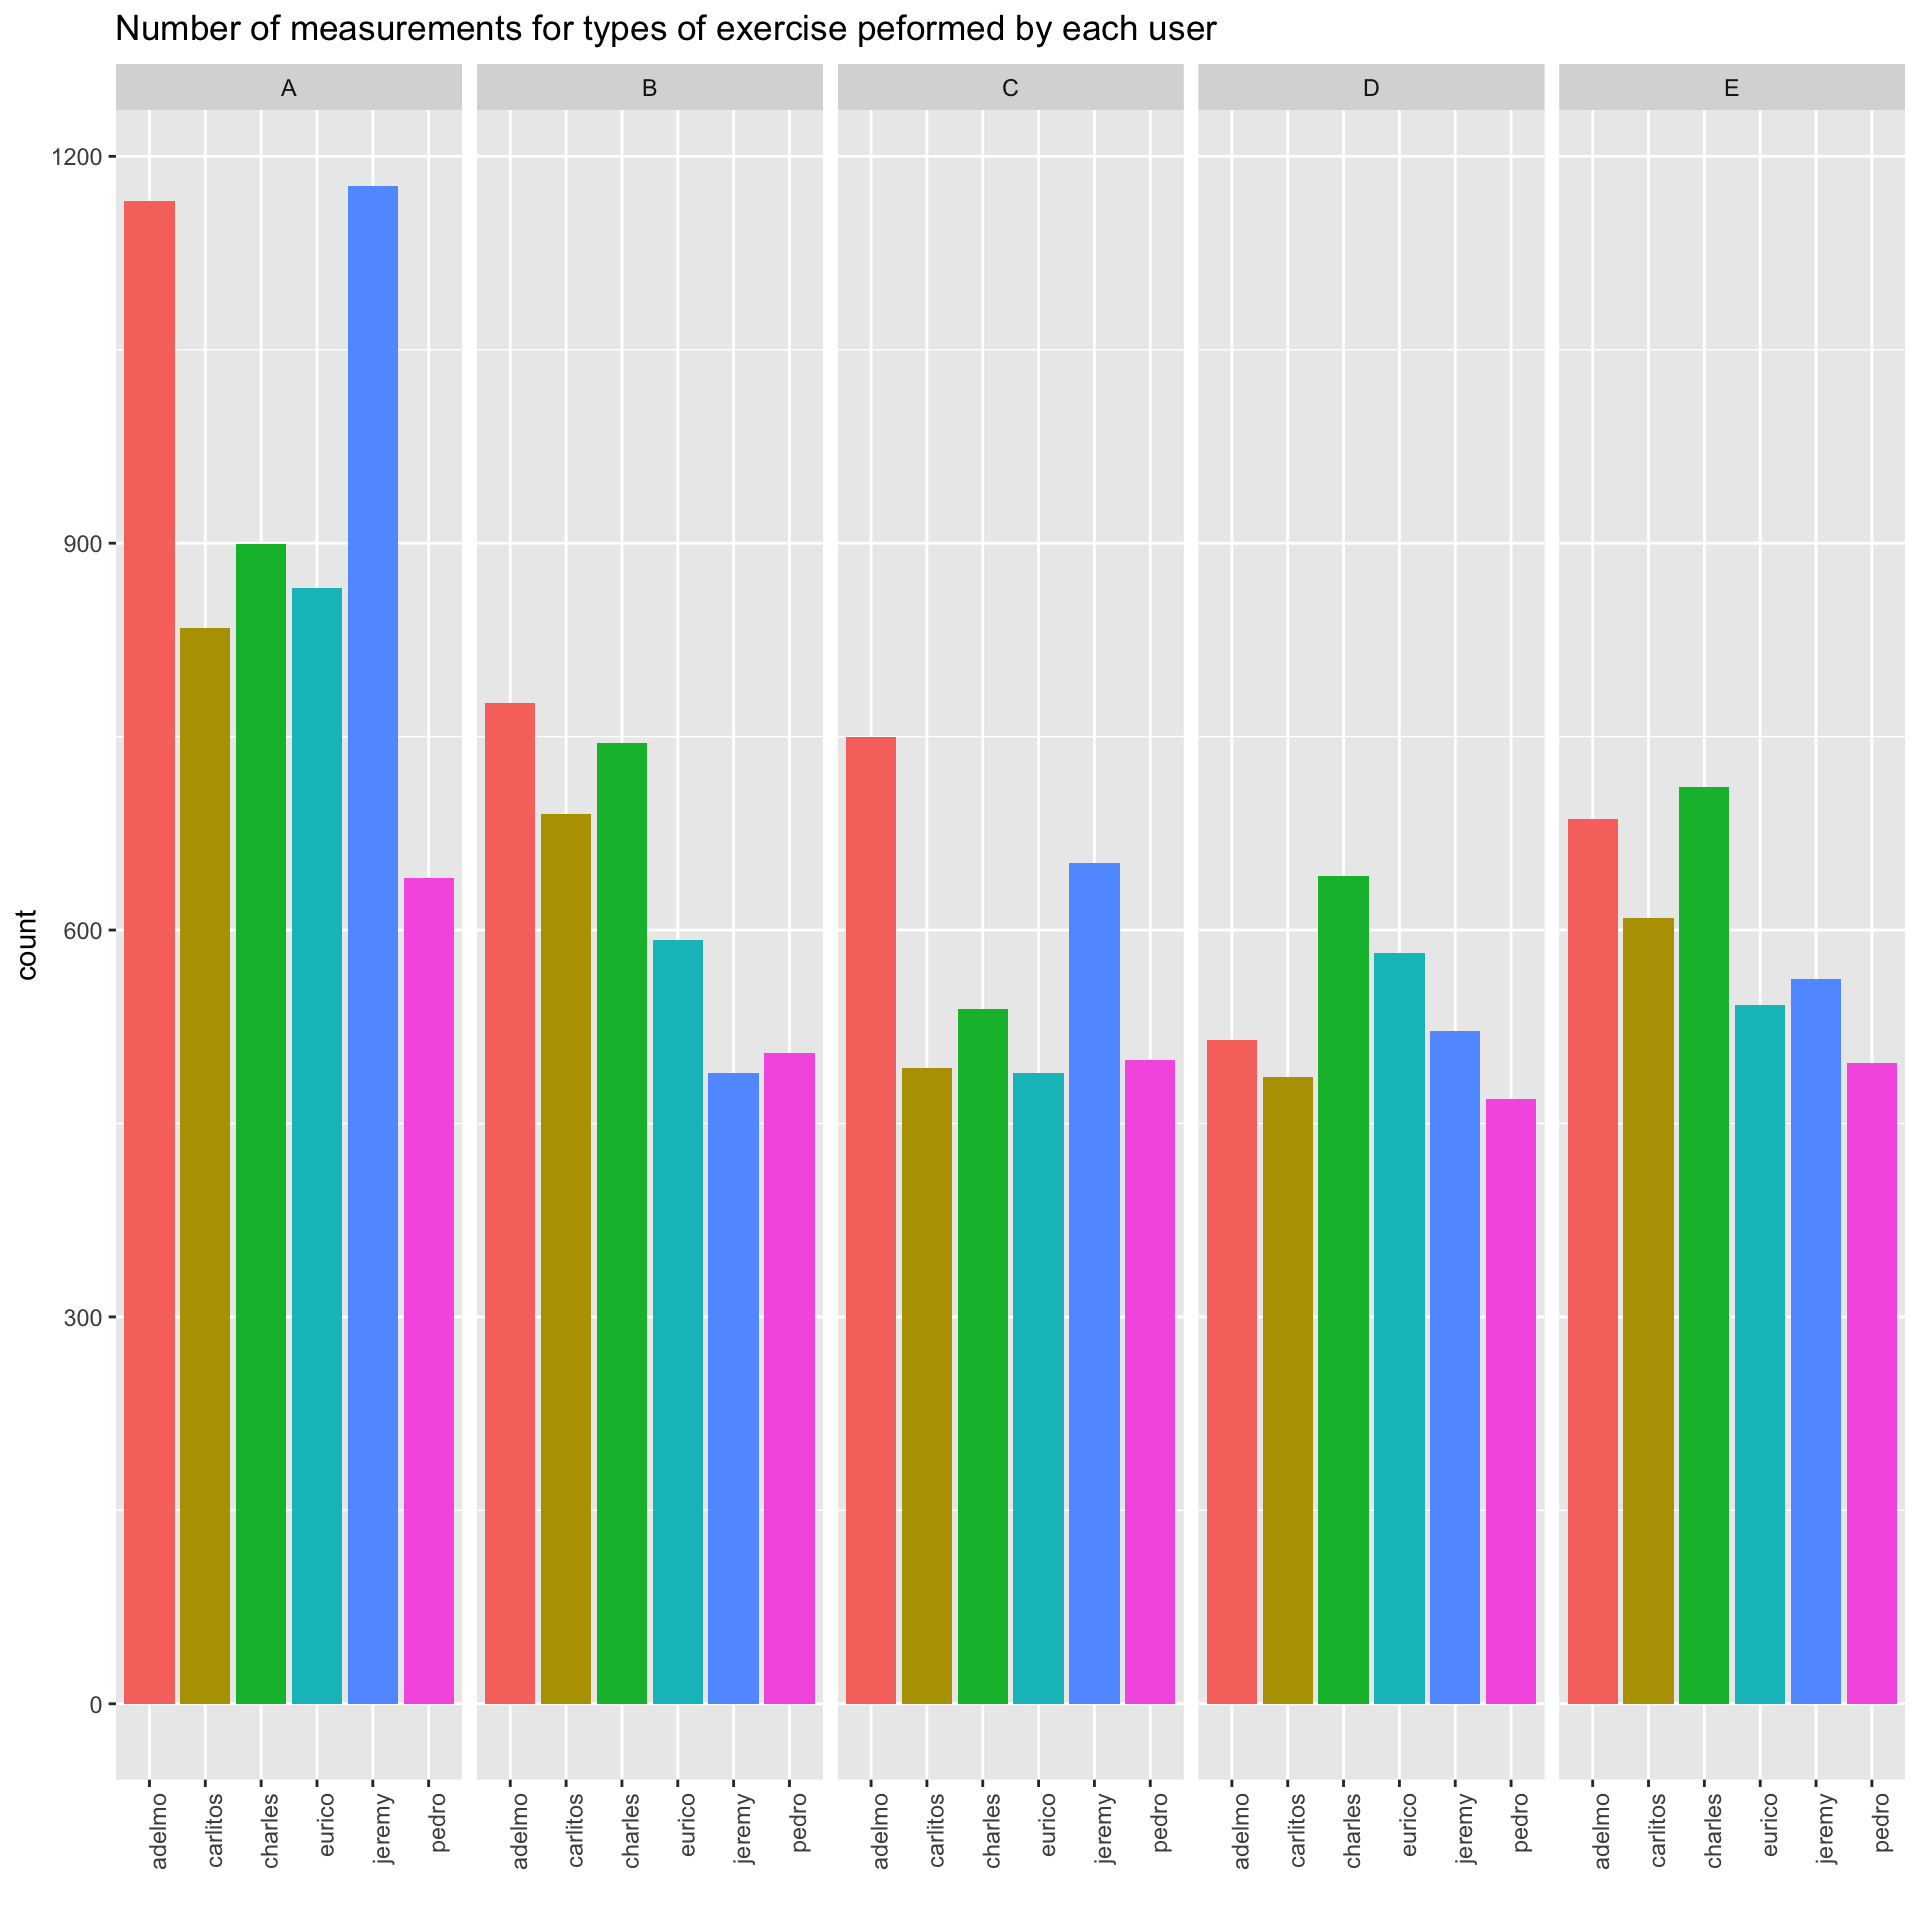 Number of measurements for types of exercise peformed by each user
A B C D E
1200
900
600
300
0
count
adelmo carlitos charles eurico jeremy pedro adelmo carlitos charles eurico jeremy pedro adelmo carlitos charles eurico jeremy pedro adelmo carlitos charles eurico jeremy pedro adelmo carlitos charles eurico jeremy pedro